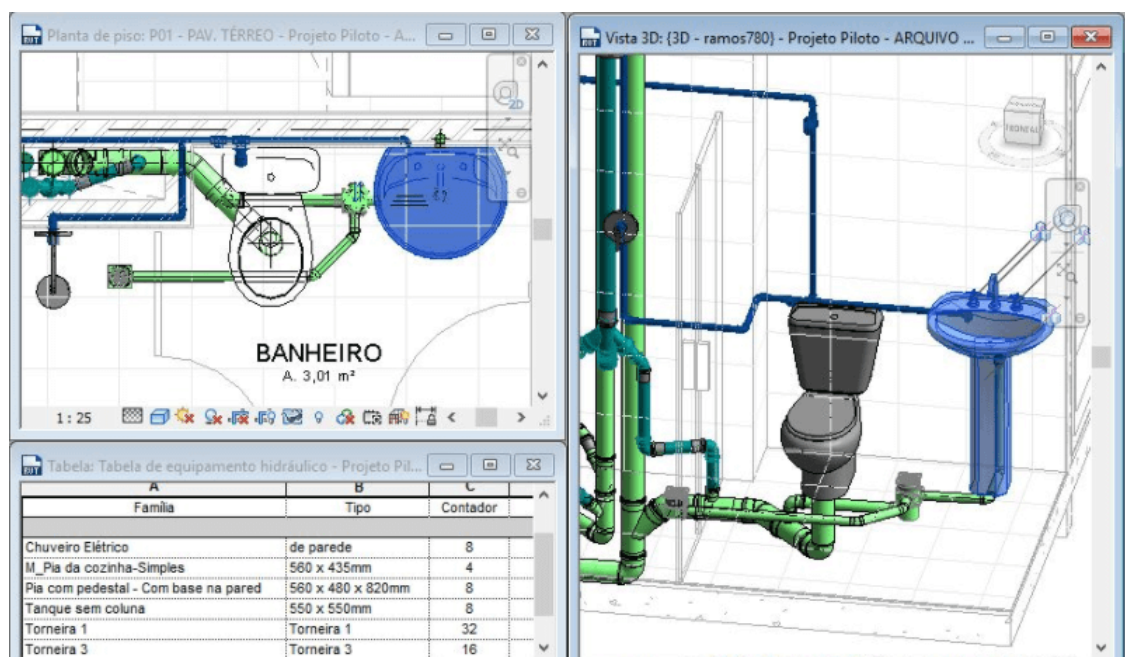 Planta de piso: P01 - PAV. TÉRREO - Projeto Piloto - A...
2D
BANHEIRO
A. 3,01 m²
1 : 25
Tabela: Tabela de equipamento hidráulico - Projeto Pil...
A B C
Família Tipo Contador
Chuveiro Elétrico de parede 8
M_Pia da cozinha-Simples 560 x 435mm 4
Pia com pedestal - Com base na pared 560 x 480 x 820mm 8
Tanque sem coluna 550 x 550mm 8
Torneira 1 Torneira 1 32
Torneira 3 Torneira 3 16
Vista 3D: {3D - ramos780} - Projeto Piloto - ARQUIVO ...
FRONTAL